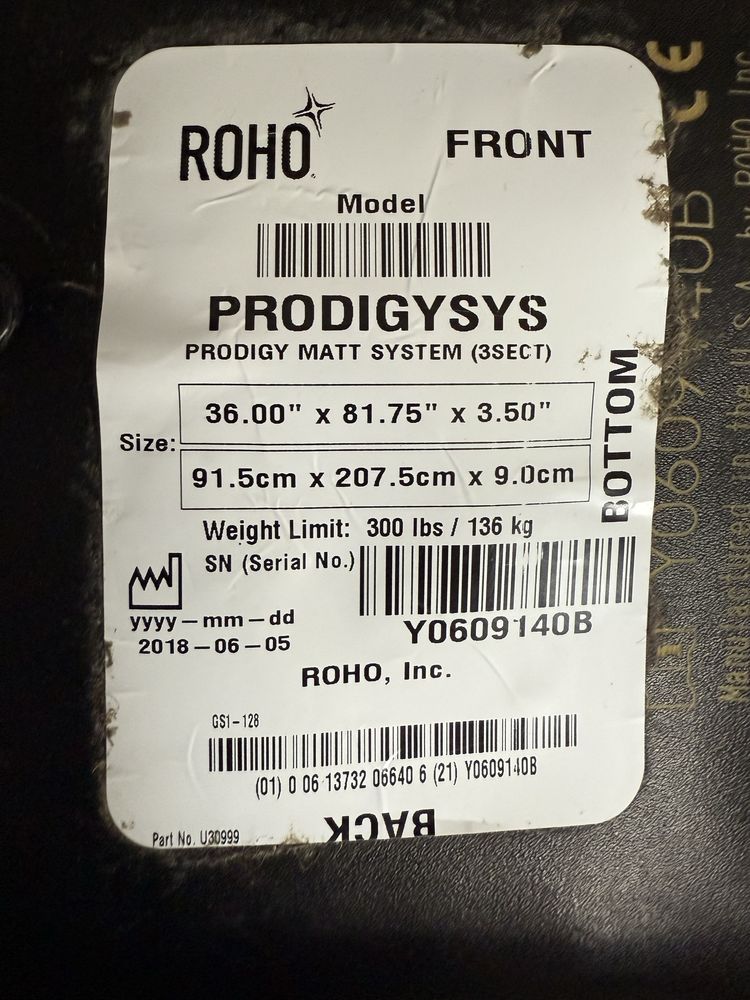 ROHO
FRONT
Model
PRODIGYSYS
PRODIGY MATT SYSTEM (3SECT)
Size:
36.00" x 81.75" x 3.50"
91.5cm x 207.5cm x 9.0cm
BOTTOM
Weight Limit: 300 lbs / 136 kg
SN (Serial No.)
Y0609140B
yyyy-mm-dd
2018-06-05
ROHO, Inc.
GS1-128
(01) 0 06 13732 06640 6 (21) Y0609140B
BACK
Part No. U30999
CE